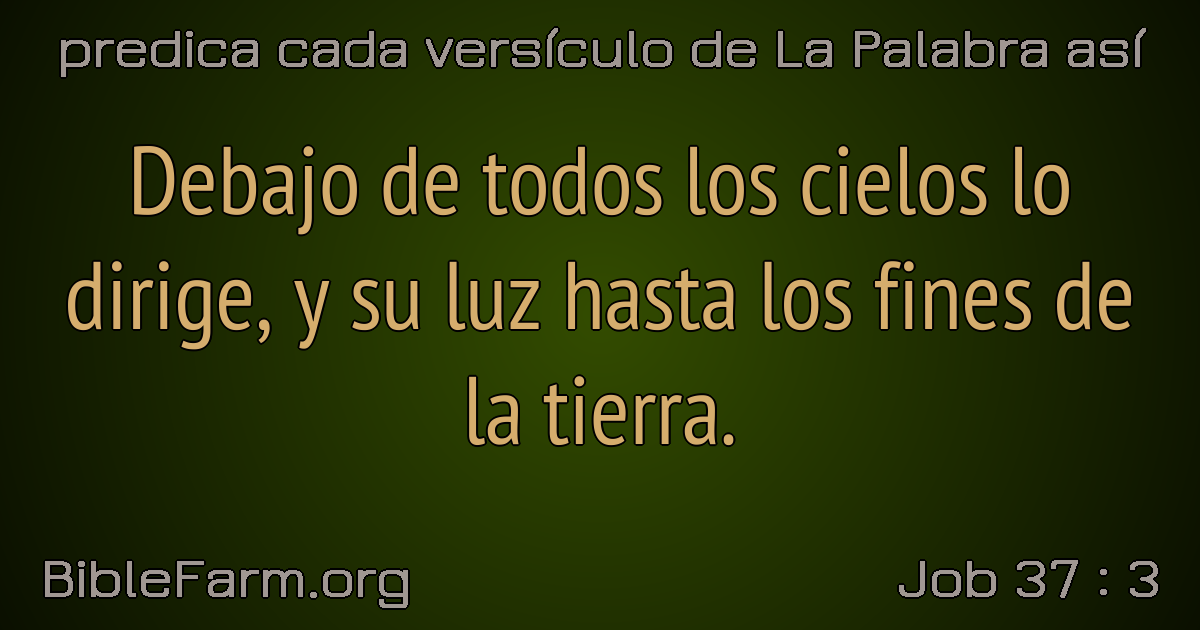 predica cada versículo de La Palabra así
Debajo de todos los cielos lo
dirige, y su luz hasta los fines de
la tierra.
BibleFarm.org
Job 37 : 3